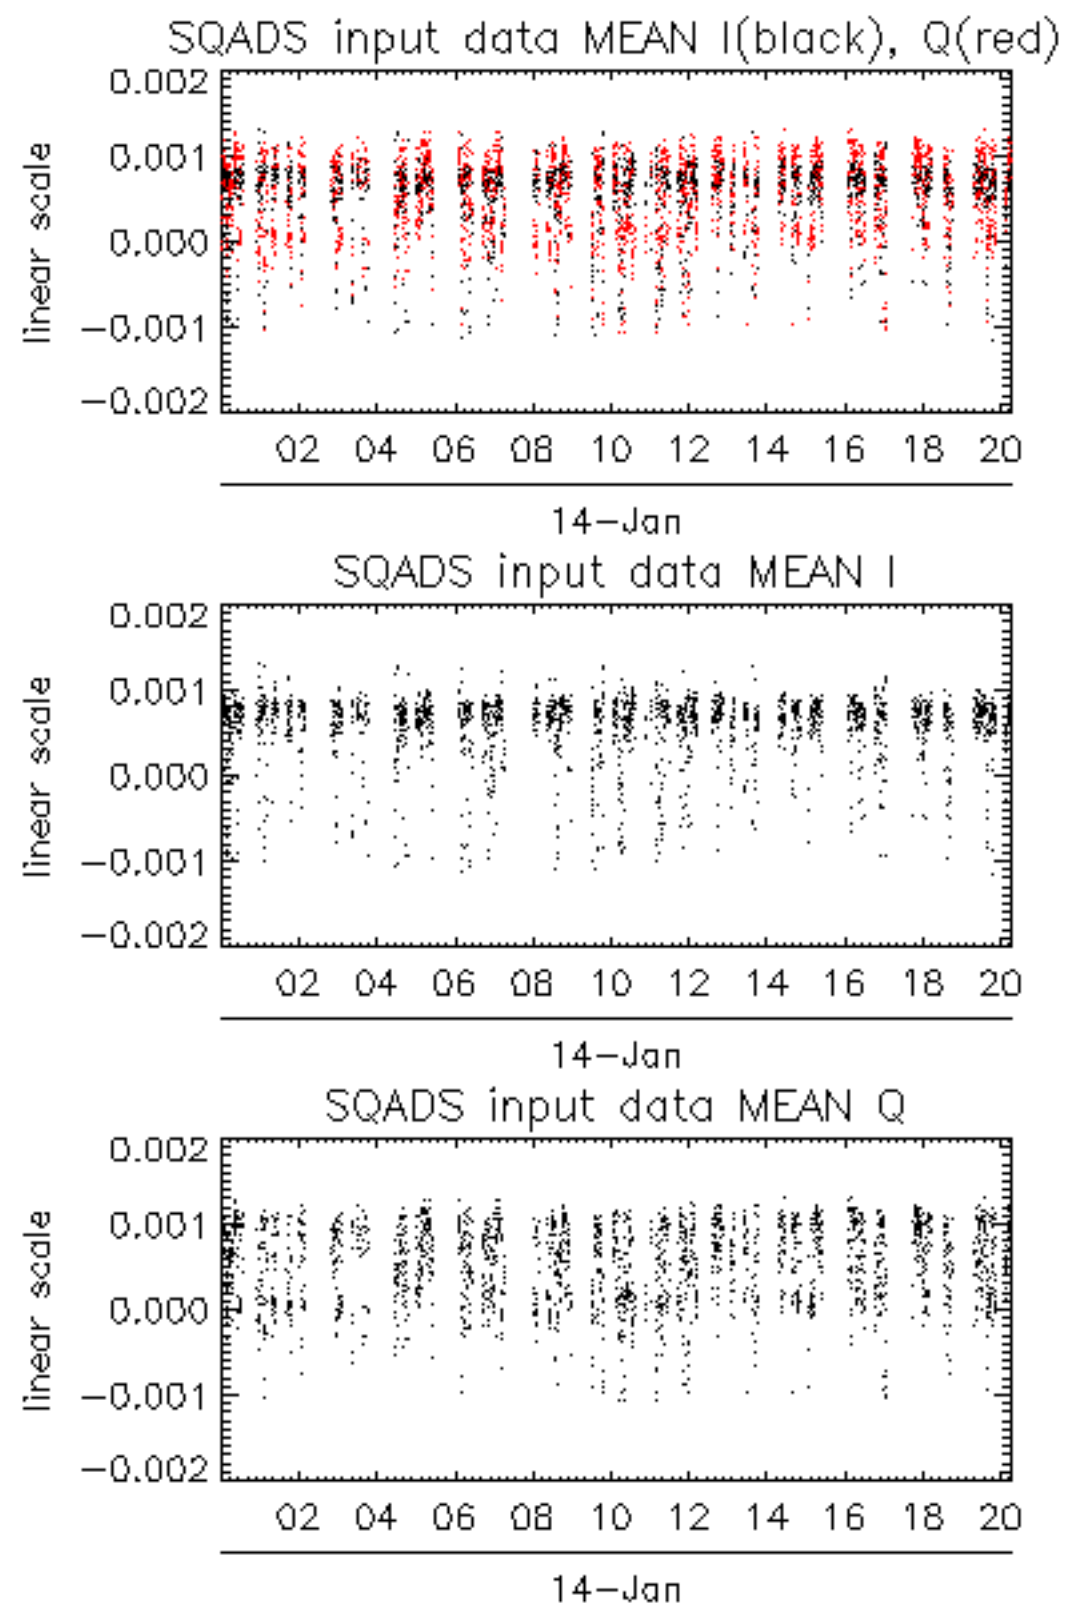 SQADS input data MEAN I(black), Q(red)
0.002
0.001
0.000
−0.001
−0.002
linear scale
02 04 06 08 10 12 14 16 18 20
14−Jan
SQADS input data MEAN I
0.002
0.001
0.000
−0.001
−0.002
linear scale
02 04 06 08 10 12 14 16 18 20
14−Jan
SQADS input data MEAN Q
0.002
0.001
0.000
−0.001
−0.002
linear scale
02 04 06 08 10 12 14 16 18 20
14−Jan